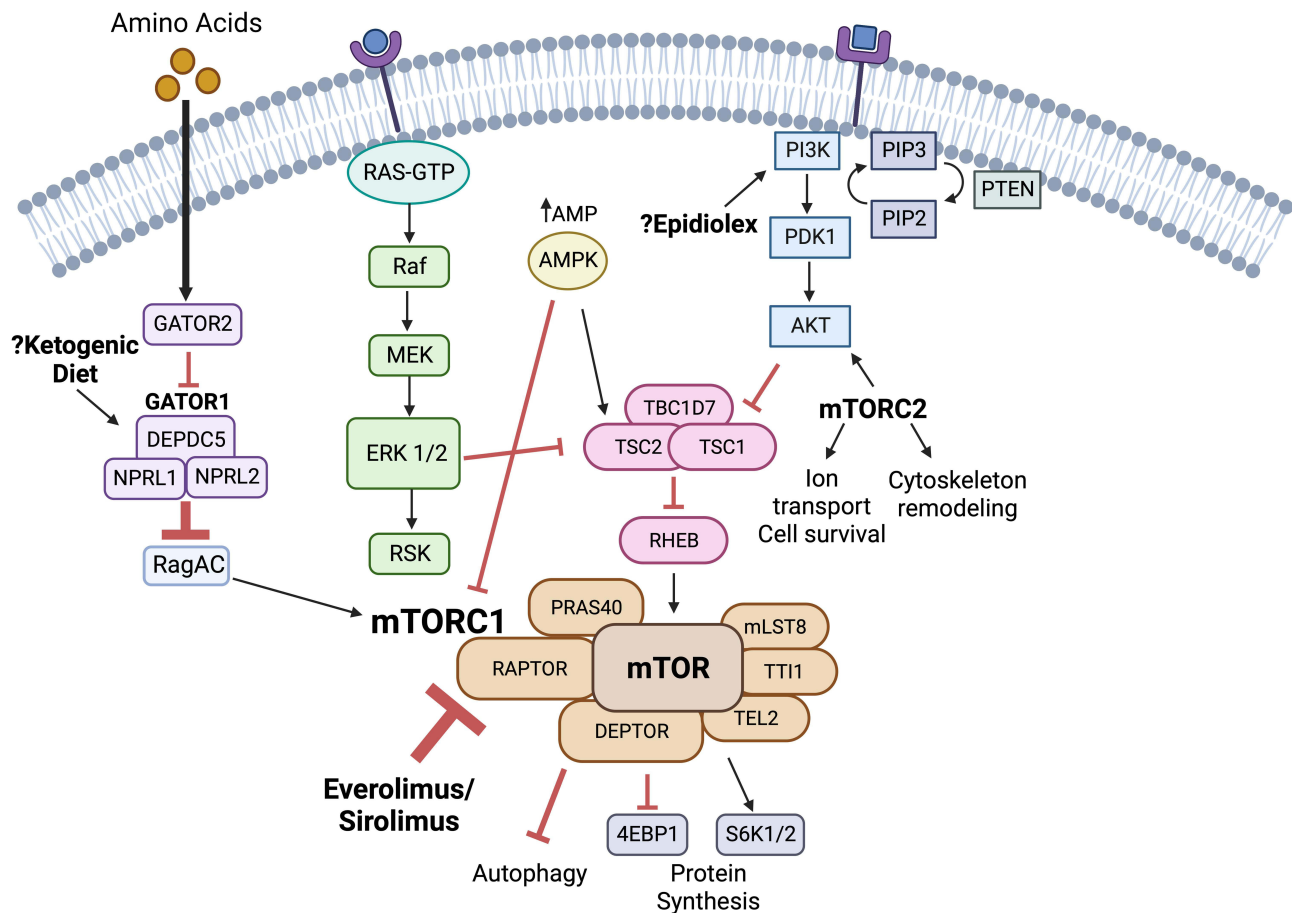 Amino Acids
RAS-GTP
PI3K
PIP3
PTEN
PIP2
?Epidiolex
PDK1
AMP
AMPK
Raf
GATOR2
AKT
?Ketogenic
Diet
MEK
GATOR1
DEPDC5
NPRL1
NPRL2
ERK 1/2
TBC1D7
TSC2
TSC1
mTORC2
Ion
transport
Cell survival
Cytoskeleton
remodeling
RHEB
RSK
RagAC
mTORC1
PRAS40
mLST8
RAPTOR
mTOR
TTI1
TEL2
DEPTOR
Everolimus/
Sirolimus
4EBP1
S6K1/2
Autophagy
Protein
Synthesis